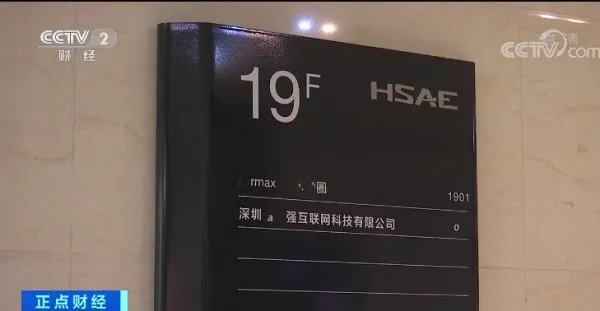 CCTV 2
财经
CCTV.com
19F
HSAE
rmax 圈
1901
深圳 强互联网科技有限公司
正点财经